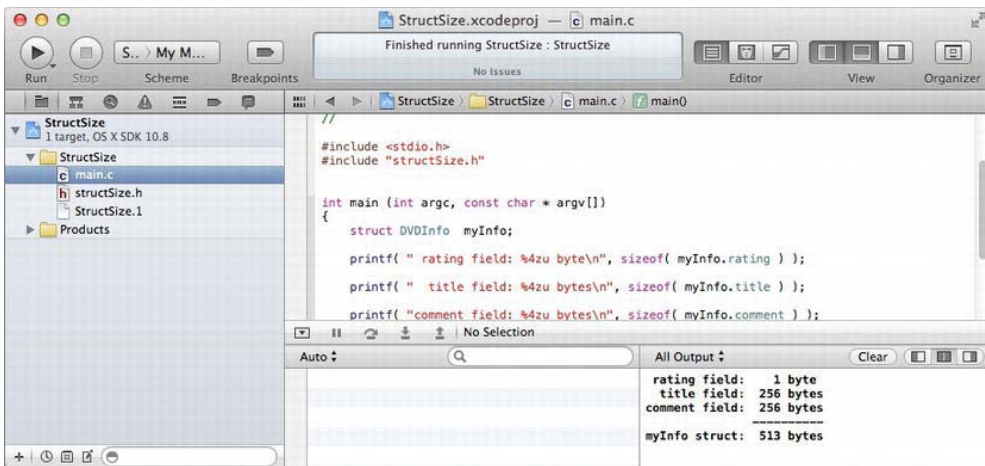 StructSize.xcodeproj — c main.c
S.. My M...
Finished running StructSize : StructSize
No Issues
Run Stop Scheme Breakpoints Editor View Organizer
StructSize
1 target, OS X SDK 10.8
StructSize
c main.c
h structSize.h
StructSize.1
Products
StructSize StructSize c main.c f main()
//
#include <stdio.h>
#include "structSize.h"
int main (int argc, const char * argv[])
{
struct DVDInfo myInfo;
printf( " rating field: %4zu byte\n", sizeof( myInfo.rating ) );
printf( "  title field: %4zu bytes\n", sizeof( myInfo.title ) );
printf( "comment field: %4zu bytes\n", sizeof( myInfo.comment ) );
No Selection
Auto All Output Clear
rating field:    1 byte
title field:  256 bytes
comment field:  256 bytes
----------
myInfo struct:  513 bytes